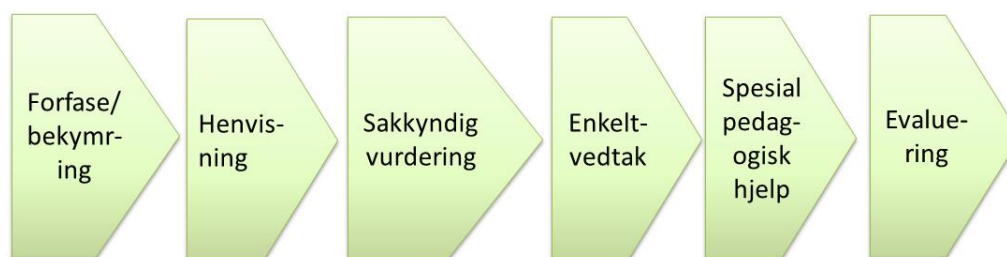 Forfase/
bekymr-
ing
Henvis-
ning
Sakkyndig
vurdering
Enkelt-
vedtak
Spesial
pedag-
ogisk
hjelp
Evalue-
ring